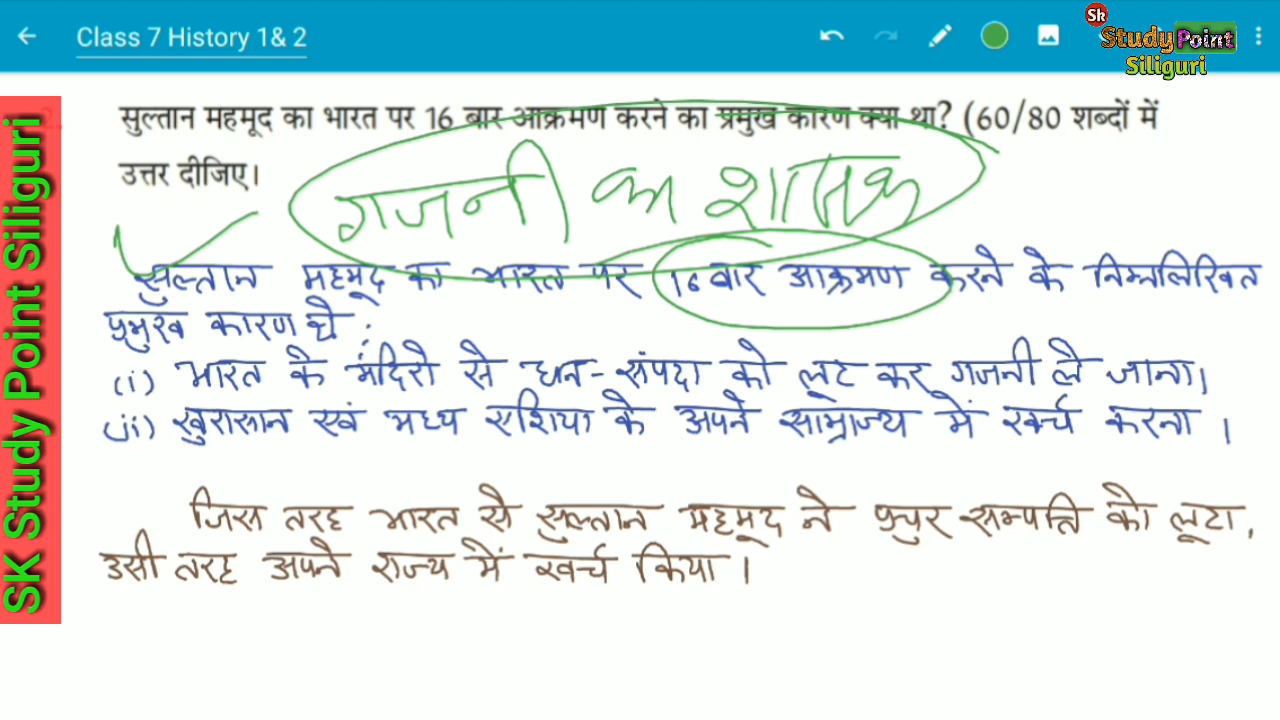 Class 7 History 1& 2
Sk
Study Point
Siliguri
SK Study Point Siliguri
सुल्तान महमूद का भारत पर 16 बार आक्रमण करने का प्रमुख कारण क्या था? (60/80 शब्दों में
उत्तर दीजिए।
गजनी का शासक
सुल्तान महमूद का भारत पर 16 बार आक्रमण करने के निम्नलिखित
प्रमुख कारण थे :
(i) भारत के मंदिरो से धन-संपदा को लूट कर गजनी ले जाना।
(ii) खुरासान एवं मध्य एशिया के अपने साम्राज्य में खर्च करना ।
जिस तरह भारत से सुल्तान महमूद ने प्रचुर सम्पत्ति को लूटा,
उसी तरह अपने राज्य में खर्च किया ।